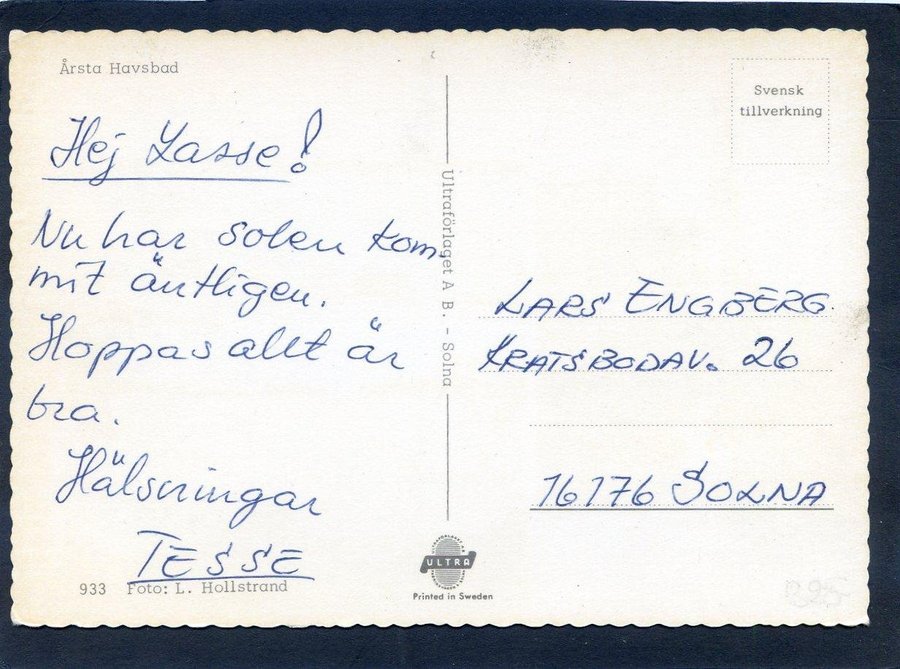 Årsta Havsbad
Hej Lasse!
Nu har solen kom-
mit äntligen.
Hoppas allt är
bra.
Hälsningar
TESSE
933 Foto: L. Hollstrand
Ultraförlaget A B. - Solna
ULTRA
Printed in Sweden
Svensk
tillverkning
LARS ENGBERG.
KRATSBODAV. 26
16176 SOLNA